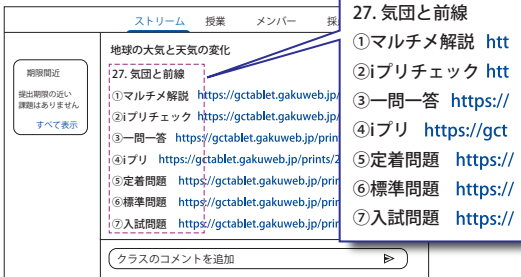 ストリーム 授業 メンバー
地球の大気と天気の変化
期限間近
提出期限の近い
課題はありません
すべて表示
27. 気団と前線
①マルチメ解説 https://gctablet.gakuweb.jp/
②iプリチェック https://gctablet.gakuweb.jp/
③一問一答 https://gctablet.gakuweb.jp/prin
④iプリ https://gctablet.gakuweb.jp/prints/2
⑤定着問題 https://gctablet.gakuweb.jp/prin
⑥標準問題 https://gctablet.gakuweb.jp/prin
⑦入試問題 https://gctablet.gakuweb.jp/prin
クラスのコメントを追加
27. 気団と前線
①マルチメ解説 htt
②iプリチェック htt
③一問一答 https://
④iプリ https://gct
⑤定着問題 https://
⑥標準問題 https://
⑦入試問題 https://